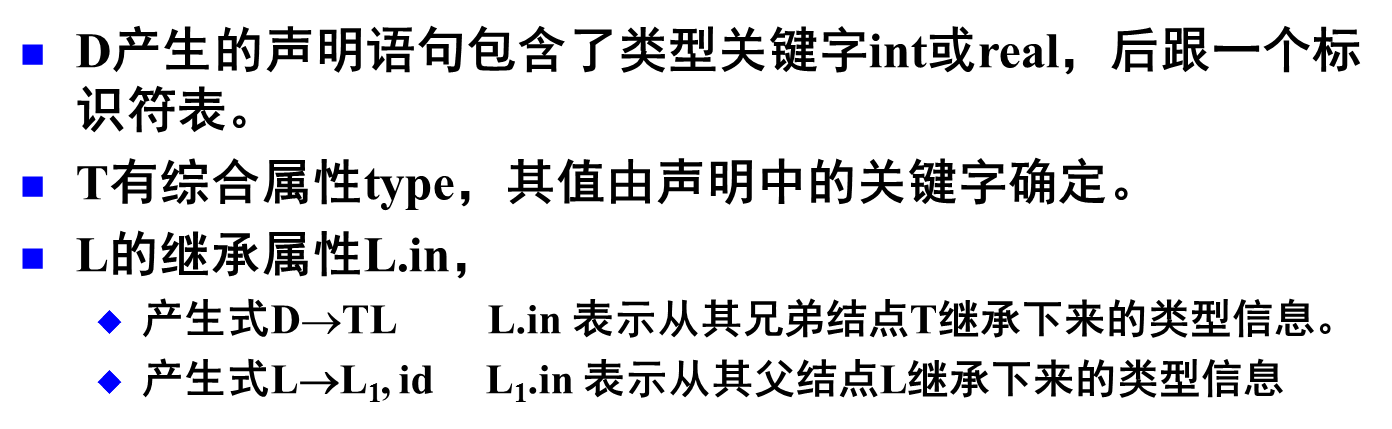 D产生的声明语句包含了类型关键字int或real，后跟一个标
识符表。
T有综合属性type，其值由声明中的关键字确定。
L的继承属性L.in，
产生式D→TL L.in 表示从其兄弟结点T继承下来的类型信息。
产生式L→L₁, id L₁.in 表示从其父结点L继承下来的类型信息